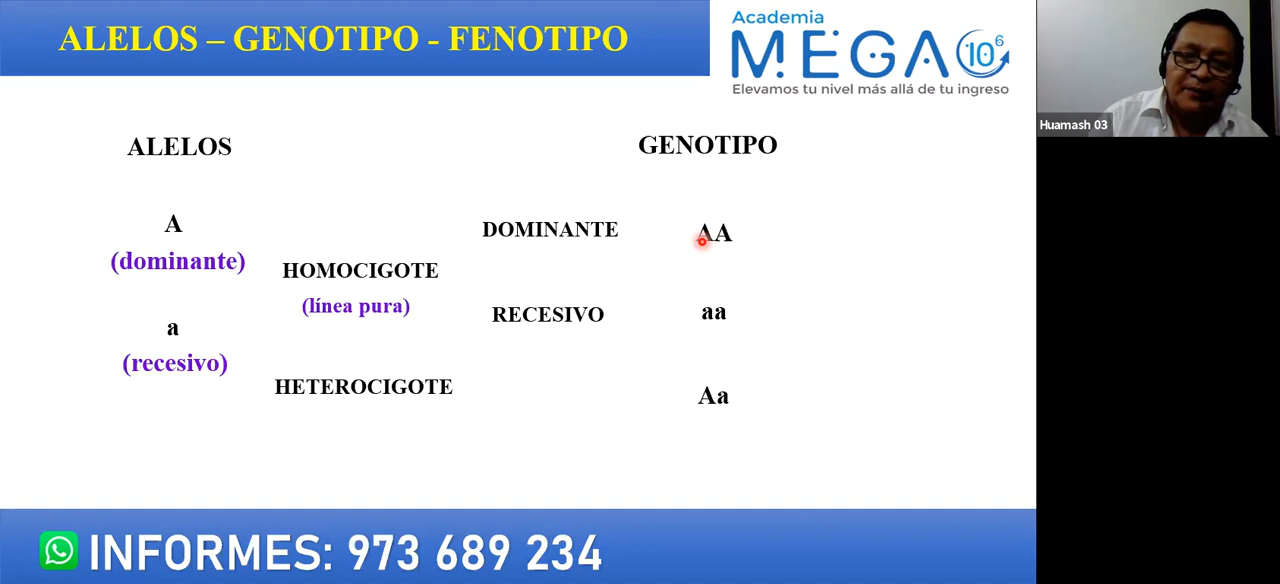 ALELOS – GENOTIPO - FENOTIPO
Academia
MEGA 10⁶
Elevamos tu nivel más allá de tu ingreso
Huamash 03
ALELOS
GENOTIPO
A
(dominante)
DOMINANTE
AA
HOMOCIGOTE
(línea pura)
RECESIVO
aa
a
(recesivo)
HETEROCIGOTE
Aa
INFORMES: 973 689 234